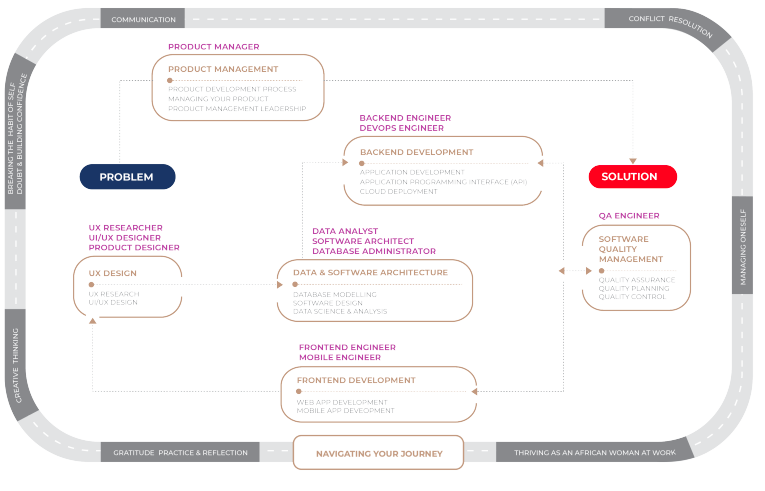 COMMUNICATION
CONFLICT RESOLUTION
PRODUCT MANAGER
PRODUCT MANAGEMENT
PRODUCT DEVELOPMENT PROCESS
MANAGING YOUR PRODUCT
PRODUCT MANAGEMENT LEADERSHIP
BREAKING THE HABIT OF SELF
DOUBT & BUILDING CONFIDENCE
BACKEND ENGINEER
DEVOPS ENGINEER
BACKEND DEVELOPMENT
APPLICATION DEVELOPMENT
APPLICATION PROGRAMMING INTERFACE (API)
CLOUD DEPLOYMENT
PROBLEM
SOLUTION
UX RESEARCHER
UI/UX DESIGNER
PRODUCT DESIGNER
UX DESIGN
UX RESEARCH
UI/UX DESIGN
DATA ANALYST
SOFTWARE ARCHITECT
DATABASE ADMINISTRATOR
DATA & SOFTWARE ARCHITECTURE
DATABASE MODELLING
SOFTWARE DESIGN
DATA SCIENCE & ANALYSIS
QA ENGINEER
SOFTWARE
QUALITY
MANAGEMENT
QUALITY ASSURANCE
QUALITY PLANNING
QUALITY CONTROL
MANAGING ONESELF
CREATIVE THINKING
FRONTEND ENGINEER
MOBILE ENGINEER
FRONTEND DEVELOPMENT
WEB APP DEVELOPMENT
MOBILE APP DEVEOPMENT
GRATITUDE PRACTICE & REFLECTION
NAVIGATING YOUR JOURNEY
THRIVING AS AN AFRICAN WOMAN AT WORK